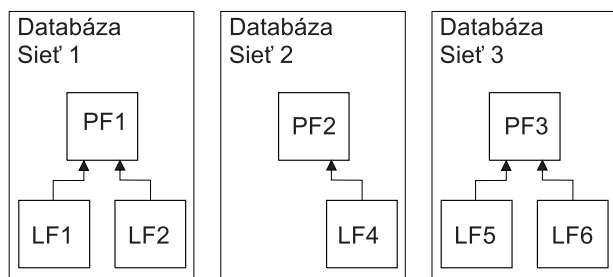 Databáza
Sieť 1
PF1
LF1
LF2
Databáza
Sieť 2
PF2
LF4
Databáza
Sieť 3
PF3
LF5
LF6